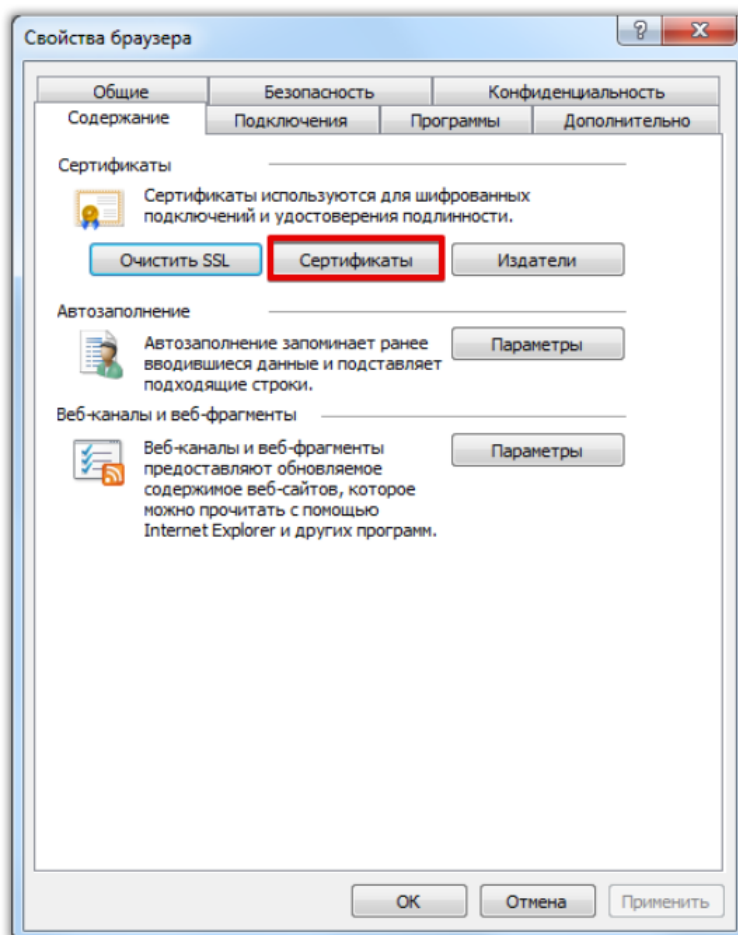 Свойства браузера
?
Общие Безопасность Конфиденциальность
Содержание Подключения Программы Дополнительно
Сертификаты
Сертификаты используются для шифрованных
подключений и удостоверения подлинности.
Очистить SSL Сертификаты Издатели
Автозаполнение
Автозаполнение запоминает ранее
вводившиеся данные и подставляет
подходящие строки.
Параметры
Веб-каналы и веб-фрагменты
Веб-каналы и веб-фрагменты
предоставляют обновляемое
содержимое веб-сайтов, которое
можно прочитать с помощью
Internet Explorer и других программ.
Параметры
ОК Отмена Применить